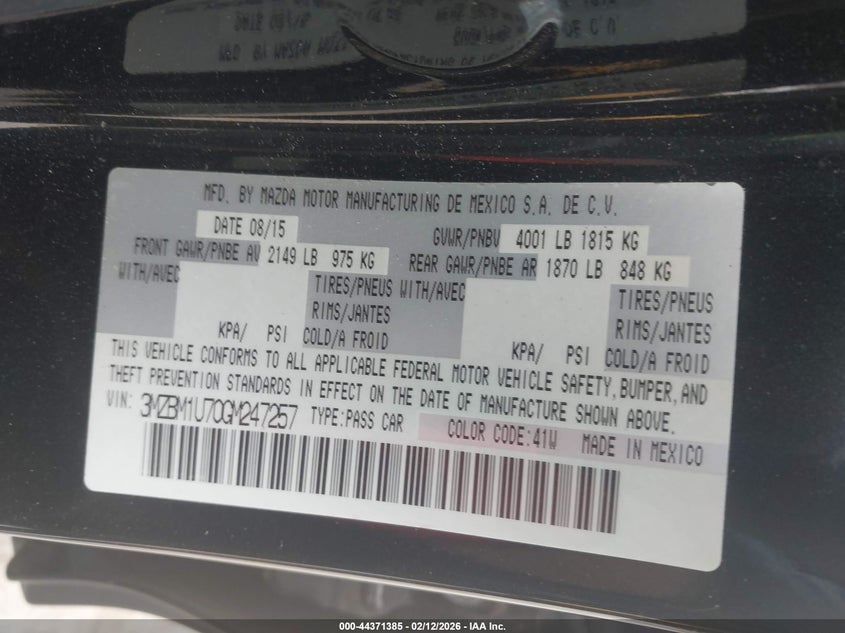 MFD. BY MAZDA MOTOR MANUFACTURING DE MEXICO S.A. DE C.V.
DATE 08/15
GVWR/PNBV 4001 LB 1815 KG
FRONT GAWR/PNBE AV 2149 LB 975 KG
REAR GAWR/PNBE AR 1870 LB 848 KG
WITH/AVEC TIRES/PNEUS WITH/AVEC TIRES/PNEUS
RIMS/JANTES RIMS/JANTES
KPA/ PSI COLD/A FROID KPA/ PSI COLD/A FROID
THIS VEHICLE CONFORMS TO ALL APPLICABLE FEDERAL MOTOR VEHICLE SAFETY, BUMPER, AND
THEFT PREVENTION STANDARDS IN EFFECT ON THE DATE OF MANUFACTURE SHOWN ABOVE.
VIN: 3MZBM1U70GM247257 TYPE:PASS CAR COLOR CODE:41W MADE IN MEXICO
000-44371385 - 02/12/2026 - IAA Inc.